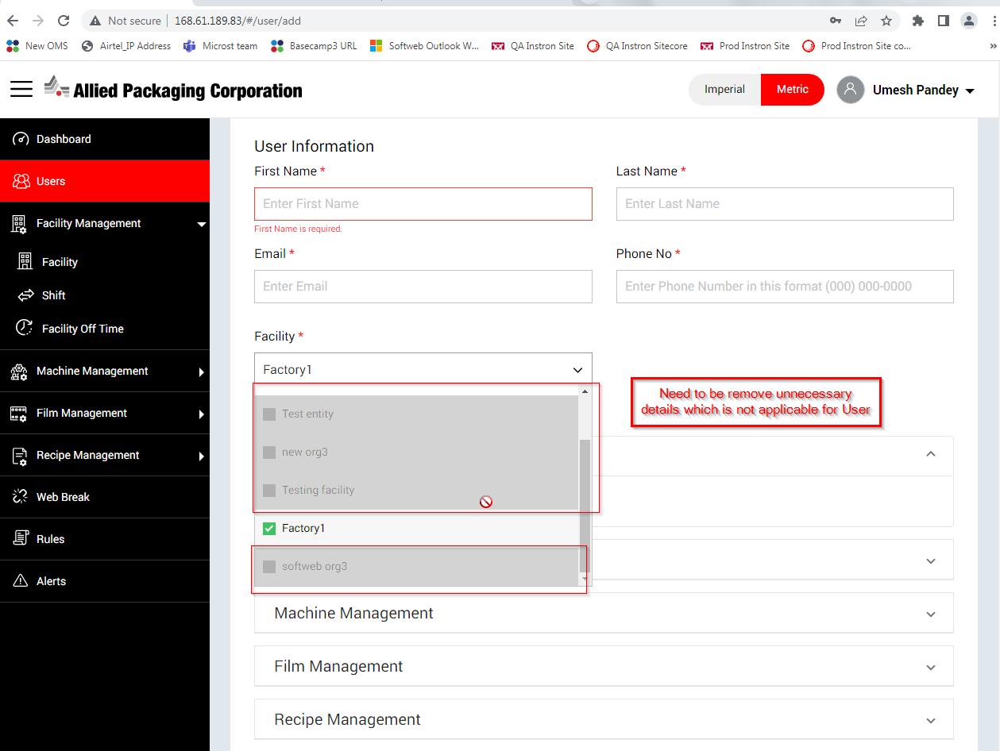 Not secure | 168.61.189.83/#/user/add
New OMS
Airtel_IP Address
Microst team
Basecamp3 URL
Softweb Outlook W...
QA Instron Site
QA Instron Sitecore
Prod Instron Site
Prod Instron Site co...
»
Allied Packaging Corporation
Imperial
Metric
Umesh Pandey
Dashboard
Users
Facility Management
Facility
Shift
Facility Off Time
Machine Management
Film Management
Recipe Management
Web Break
Rules
Alerts
User Information
First Name *
Last Name *
Enter First Name
Enter Last Name
First Name is required.
Email *
Phone No *
Enter Email
Enter Phone Number in this format (000) 000-0000
Facility *
Factory1
Need to be remove unnecessary
details which is not applicable for User
Test entity
new org3
Testing facility
Factory1
softweb org3
Machine Management
Film Management
Recipe Management